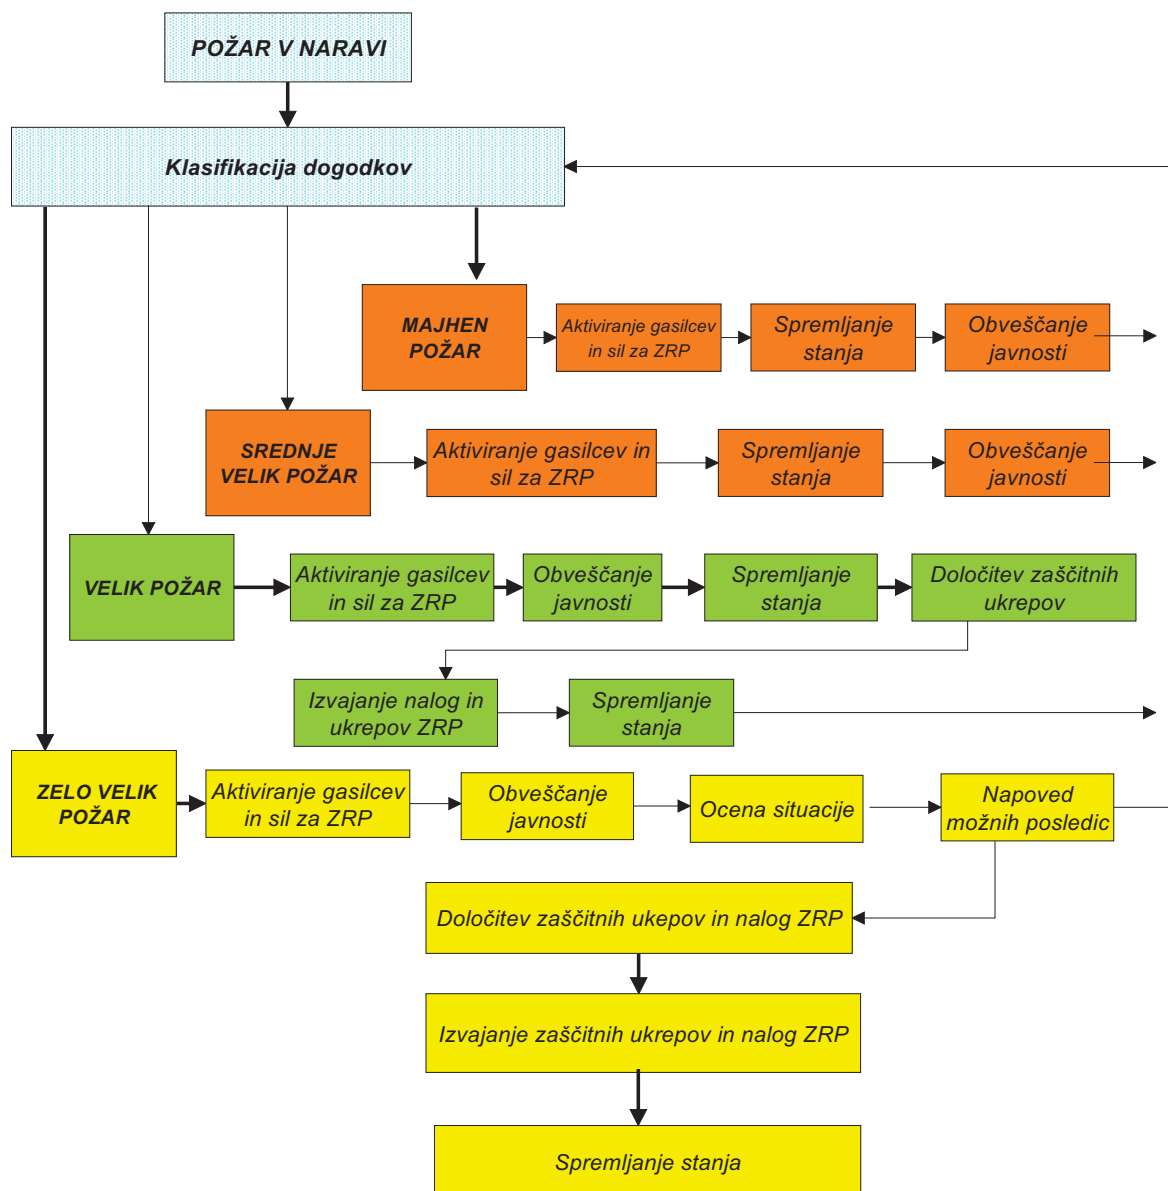 POŽAR V NARAVI
Klasifikacija dogodkov
MAJHEN
POŽAR
Aktiviranje gasilcev
in sil za ZRP
Spremljanje
stanja
Obveščanje
javnosti
SREDNJE
VELIK POŽAR
Aktiviranje gasilcev in
sil za ZRP
Spremljanje
stanja
Obveščanje
javnosti
VELIK POŽAR
Aktiviranje gasilcev
in sil za ZRP
Obveščanje
javnosti
Spremljanje
stanja
Določitev zaščitnih
ukrepov
Izvajanje nalog in
ukrepov ZRP
Spremljanje
stanja
ZELO VELIK
POŽAR
Aktiviranje gasilcev
in sil za ZRP
Obveščanje
javnosti
Ocena situacije
Napoved
možnih posledic
Določitev zaščitnih ukepov in nalog ZRP
Izvajanje zaščitnih ukrepov in nalog ZRP
Spremljanje stanja